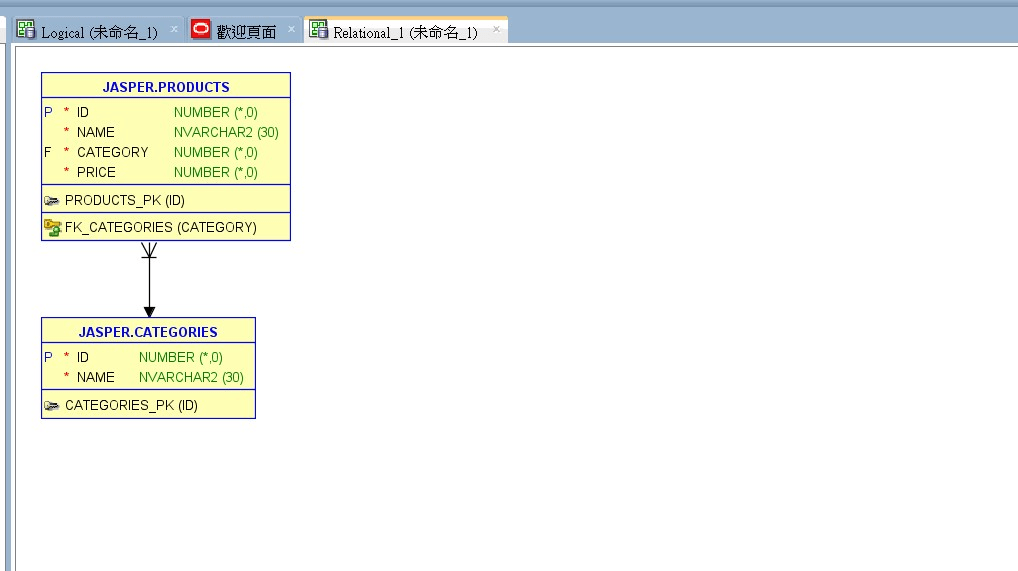 Logical (未命名_1) 歡迎頁面 Relational_1 (未命名_1)
JASPER.PRODUCTS
P * ID NUMBER (*,0)
* NAME NVARCHAR2 (30)
F * CATEGORY NUMBER (*,0)
* PRICE NUMBER (*,0)
PRODUCTS_PK (ID)
FK_CATEGORIES (CATEGORY)
JASPER.CATEGORIES
P * ID NUMBER (*,0)
* NAME NVARCHAR2 (30)
CATEGORIES_PK (ID)